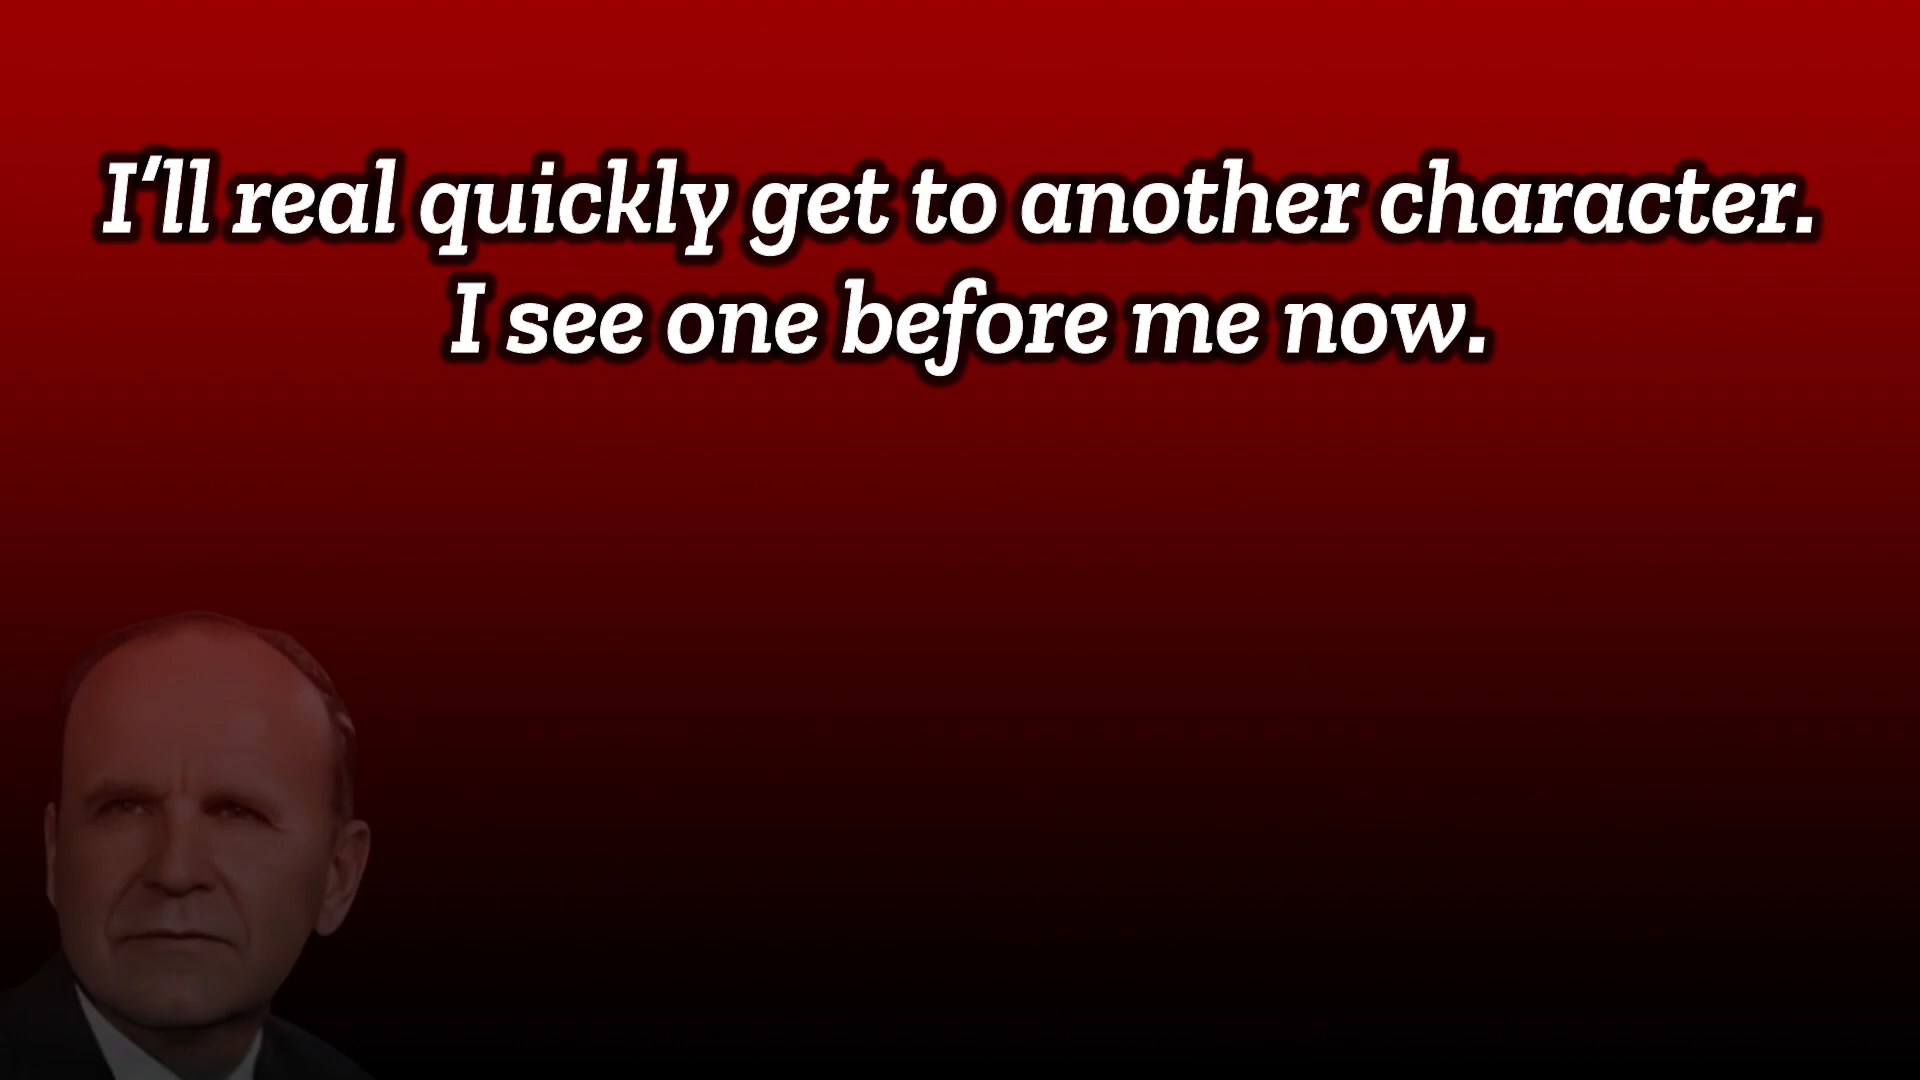 I'll real quickly get to another character.
I see one before me now.